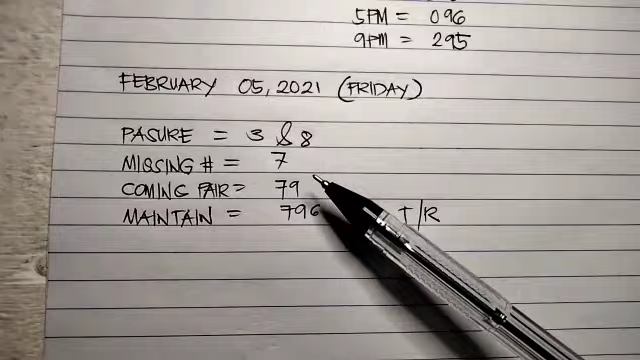 5PM = 096
9PM = 295
FEBRUARY 05, 2021 (FRIDAY)
PASURE = 3 & 8
MISSING # = 7
COMING PAIR = 79
MAINTAIN = 796 T/R